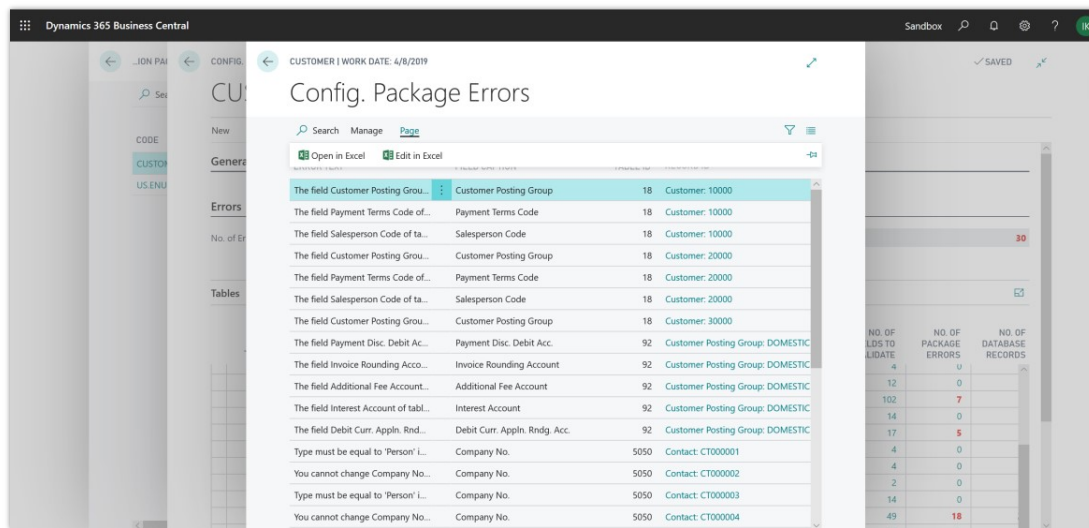 Dynamics 365 Business Central
Sandbox ? IK
...ION PA
CONFIG.
CUSTOMER | WORK DATE: 4/8/2019
✓ SAVED
Sea
CU
Config. Package Errors
New
Search Manage Page
CODE
Genera
Open in Excel Edit in Excel
CUSTOM
US.ENU
The field Customer Posting Grou... Customer Posting Group 18 Customer: 10000
Errors
The field Payment Terms Code of... Payment Terms Code 18 Customer: 10000
No. of Er
The field Salesperson Code of ta... Salesperson Code 18 Customer: 10000
30
The field Customer Posting Grou... Customer Posting Group 18 Customer: 20000
The field Payment Terms Code of... Payment Terms Code 18 Customer: 20000
Tables
The field Salesperson Code of ta... Salesperson Code 18 Customer: 20000
The field Customer Posting Grou... Customer Posting Group 18 Customer: 30000
NO. OF NO. OF NO. OF
The field Payment Disc. Debit Ac... Payment Disc. Debit Acc. 92 Customer Posting Group: DOMESTIC
LDS TO PACKAGE DATABASE
LIDATE ERRORS RECORDS
The field Invoice Rounding Acco... Invoice Rounding Account 92 Customer Posting Group: DOMESTIC
4 0
The field Additional Fee Account... Additional Fee Account 92 Customer Posting Group: DOMESTIC
12 0
The field Interest Account of tabl... Interest Account 92 Customer Posting Group: DOMESTIC
102 7
14 0
The field Debit Curr. Appln. Rnd... Debit Curr. Appln. Rndg. Acc. 92 Customer Posting Group: DOMESTIC
17 5
Type must be equal to 'Person' i... Company No. 5050 Contact: CT000001
4 0
You cannot change Company No... Company No. 5050 Contact: CT000002
4 0
2 0
Type must be equal to 'Person' i... Company No. 5050 Contact: CT000003
14 0
You cannot change Company No... Company No. 5050 Contact: CT000004
49 18